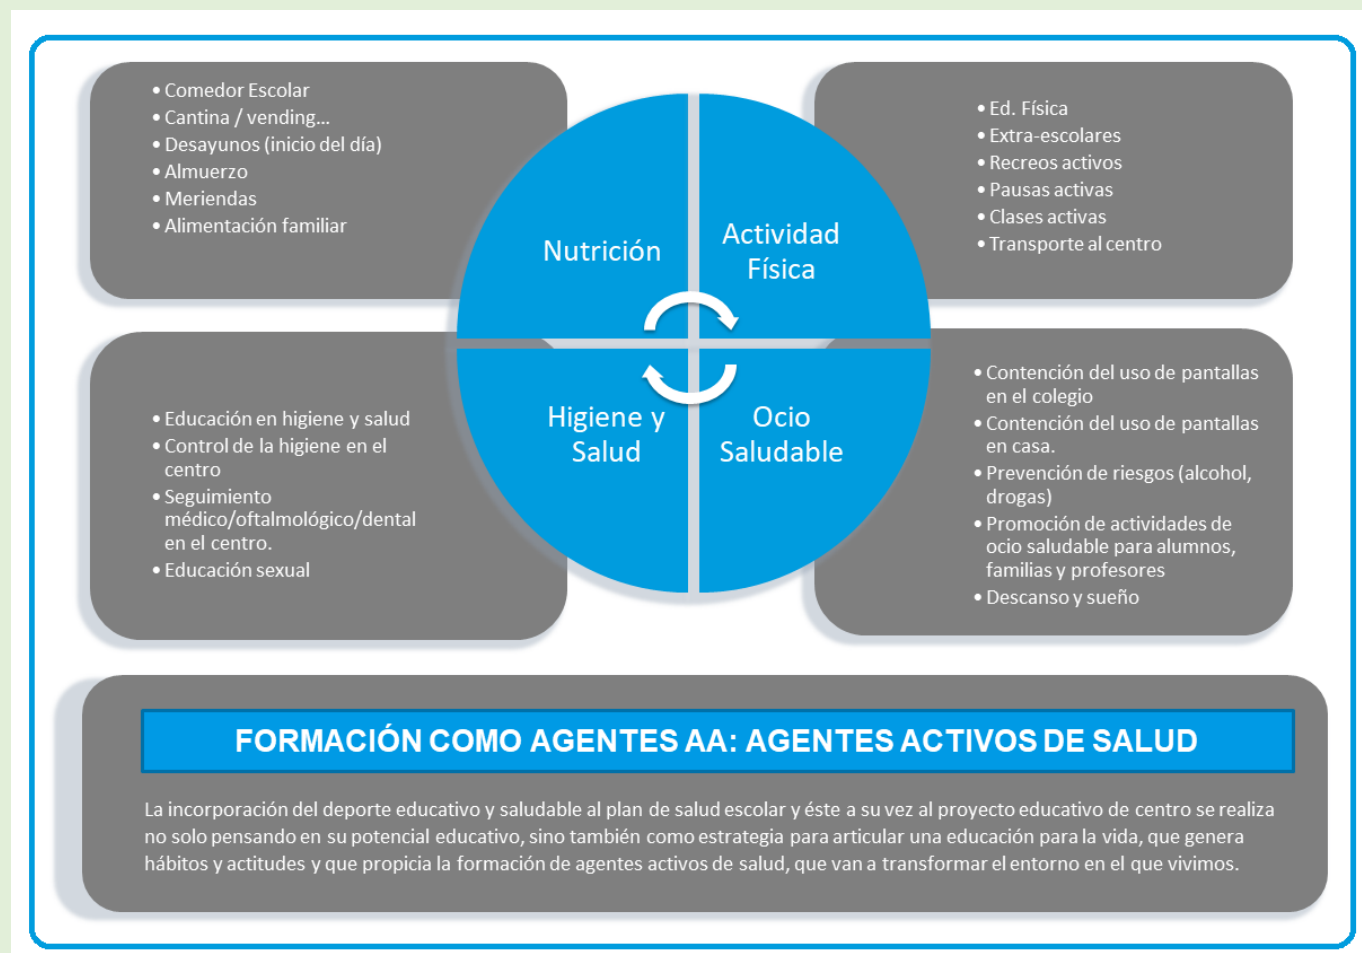 • Comedor Escolar
• Cantina / vending...
• Desayunos (inicio del día)
• Almuerzo
• Meriendas
• Alimentación familiar
• Ed. Física
• Extra-escolares
• Recreos activos
• Pausas activas
• Clases activas
• Transporte al centro
Nutrición
Actividad
Física
Higiene y
Salud
Ocio
Saludable
• Educación en higiene y salud
• Control de la higiene en el
centro
• Seguimiento
médico/oftalmológico/dental
en el centro.
• Educación sexual
• Contención del uso de pantallas
en el colegio
• Contención del uso de pantallas
en casa.
• Prevención de riesgos (alcohol,
drogas)
• Promoción de actividades de
ocio saludable para alumnos,
familias y profesores
• Descanso y sueño
FORMACIÓN COMO AGENTES AA: AGENTES ACTIVOS DE SALUD
La incorporación del deporte educativo y saludable al plan de salud escolar y éste a su vez al proyecto educativo de centro se realiza
no solo pensando en su potencial educativo, sino también como estrategia para articular una educación para la vida, que genera
hábitos y actitudes y que propicia la formación de agentes activos de salud, que van a transformar el entorno en el que vivimos.